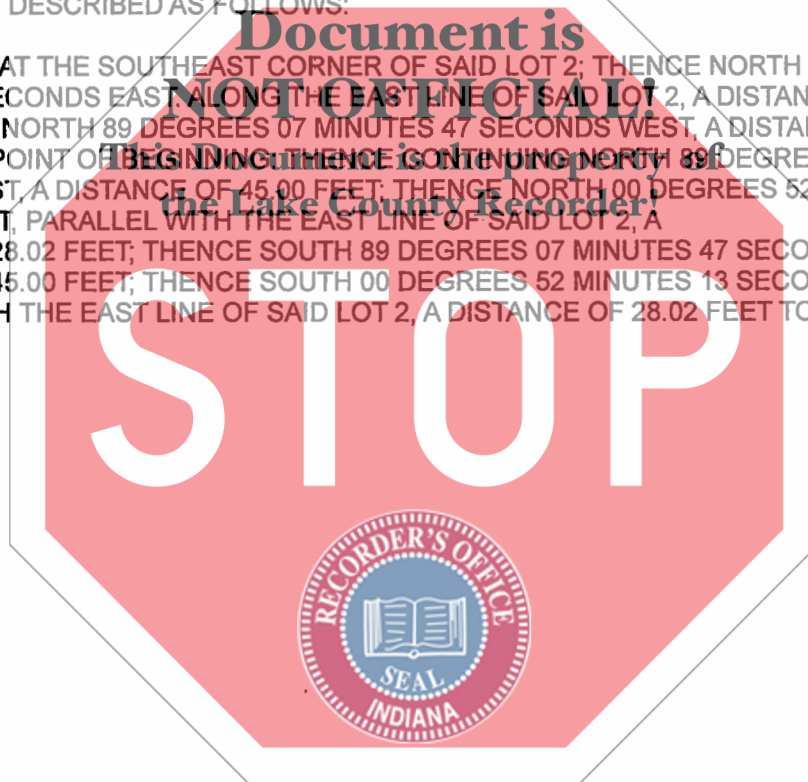 DESCRIBED AS FOLLOWS:
Document is
AT THE SOUTHEAST CORNER OF SAID LOT 2; THENCE NORTH
NOT OFFICIAL!
ECONDS EAST, ALONG THE EAST LINE OF SAID LOT 2, A DISTAN
NORTH 89 DEGREES 07 MINUTES 47 SECONDS WEST, A DISTAN
This Document is the property of
POINT OF BEGINNING; THENCE CONTINUING NORTH 89 DEGRE
T, A DISTANCE OF 45.00 FEET; THENCE NORTH 00 DEGREES 52
the Lake County Recorder!
T, PARALLEL WITH THE EAST LINE OF SAID LOT 2, A
28.02 FEET; THENCE SOUTH 89 DEGREES 07 MINUTES 47 SECO
45.00 FEET; THENCE SOUTH 00 DEGREES 52 MINUTES 13 SECO
H THE EAST LINE OF SAID LOT 2, A DISTANCE OF 28.02 FEET TO
STOP
RECORDER'S OFFICE
SEAL
INDIANA